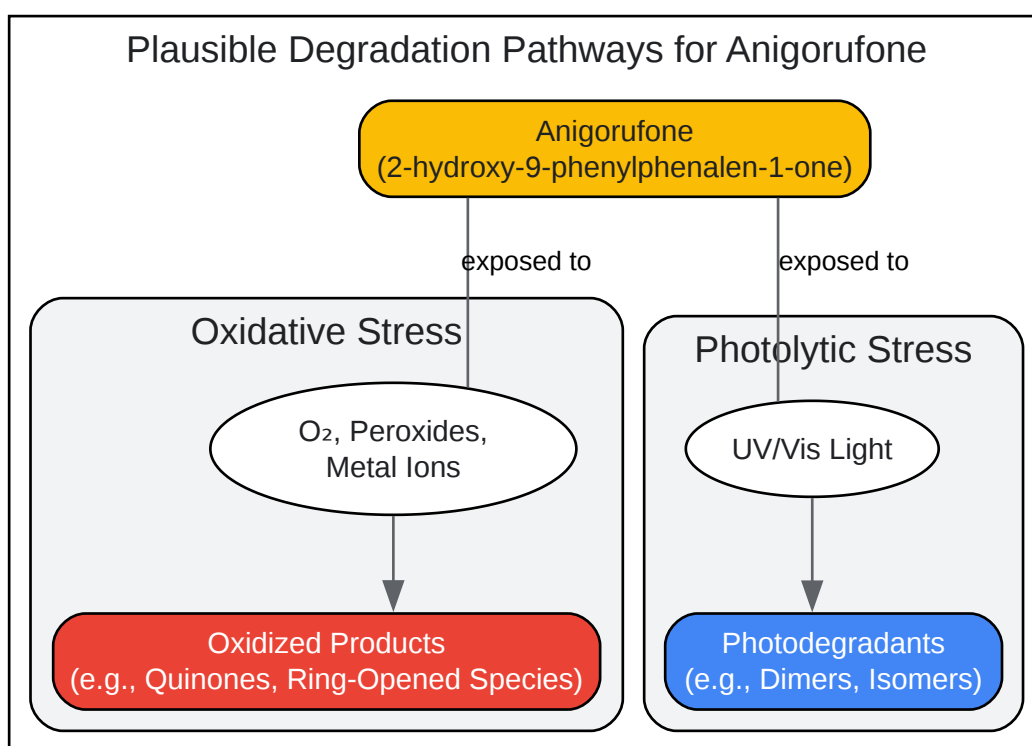 Plausible Degradation Pathways for Anigorufone
Anigorufone
(2-hydroxy-9-phenylphenalen-1-one)
exposed to
exposed to
Oxidative Stress
Photolytic Stress
O₂, Peroxides,
Metal Ions
UV/Vis Light
Oxidized Products
(e.g., Quinones, Ring-Opened Species)
Photodegradants
(e.g., Dimers, Isomers)